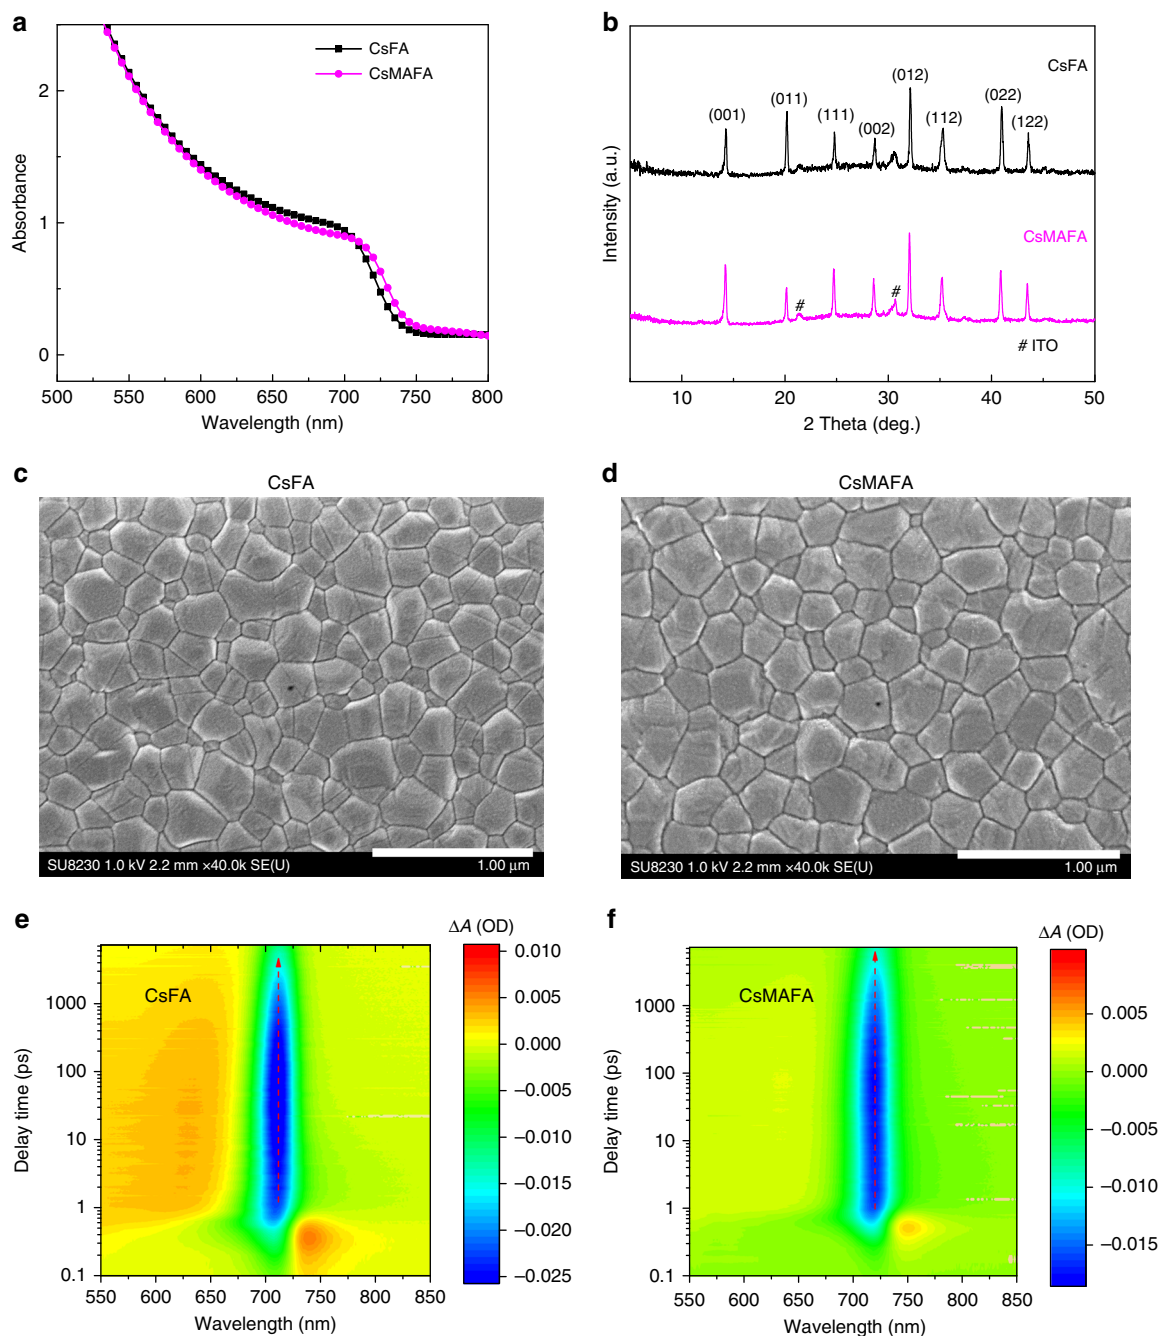 a
CsFA
CsMAFA
2
1
0
Absorbance
500 550 600 650 700 750 800
Wavelength (nm)
b
CsFA
(001) (011) (111) (002) (012) (112) (022) (122)
CsMAFA
# #
# ITO
Intensity (a.u.)
10 20 30 40 50
2 Theta (deg.)
c
CsFA
SU8230 1.0 kV 2.2 mm ×40.0k SE(U) 1.00 μm
d
CsMAFA
SU8230 1.0 kV 2.2 mm ×40.0k SE(U) 1.00 μm
e
CsFA
1000
100
10
1
0.1
Delay time (ps)
550 600 650 700 750 800 850
Wavelength (nm)
ΔA (OD)
0.010
0.005
0.000
−0.005
−0.010
−0.015
−0.020
−0.025
f
CsMAFA
1000
100
10
1
0.1
Delay time (ps)
550 600 650 700 750 800 850
Wavelength (nm)
ΔA (OD)
0.005
0.000
−0.005
−0.010
−0.015